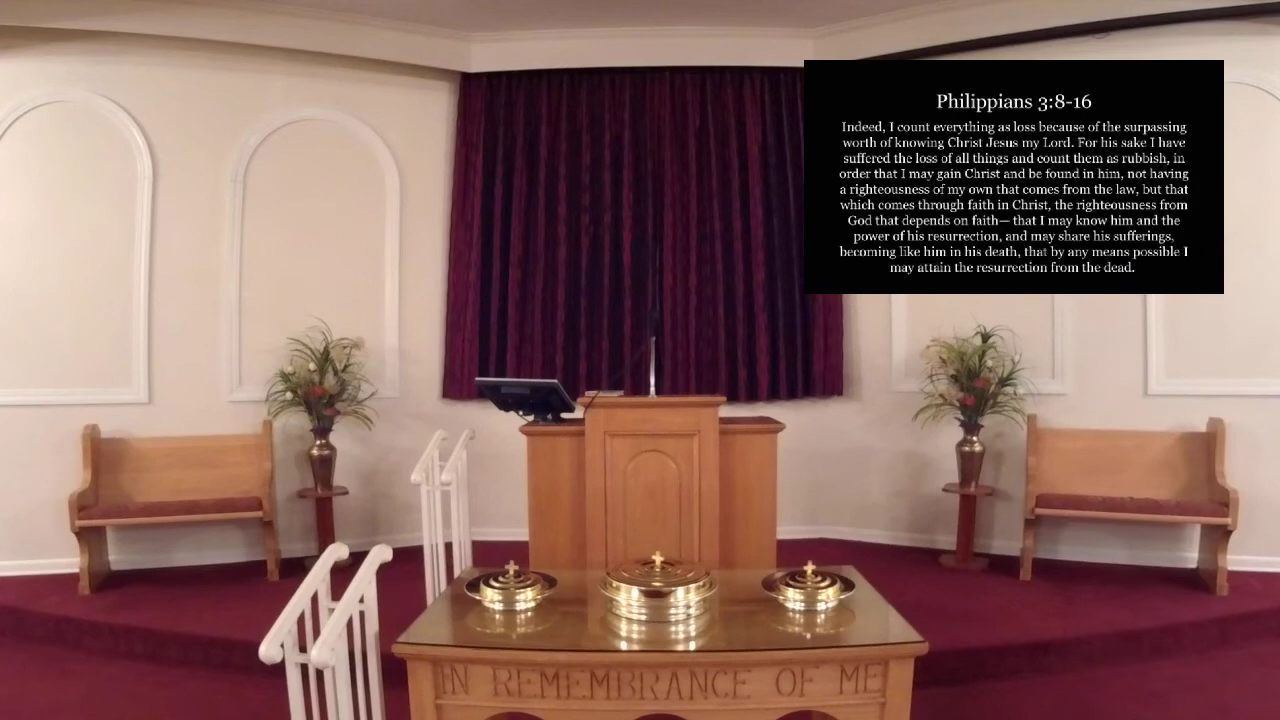 Philippians 3:8-16
Indeed, I count everything as loss because of the surpassing
worth of knowing Christ Jesus my Lord. For his sake I have
suffered the loss of all things and count them as rubbish, in
order that I may gain Christ and be found in him, not having
a righteousness of my own that comes from the law, but that
which comes through faith in Christ, the righteousness from
God that depends on faith— that I may know him and the
power of his resurrection, and may share his sufferings,
becoming like him in his death, that by any means possible I
may attain the resurrection from the dead.
IN REMEMBRANCE OF ME